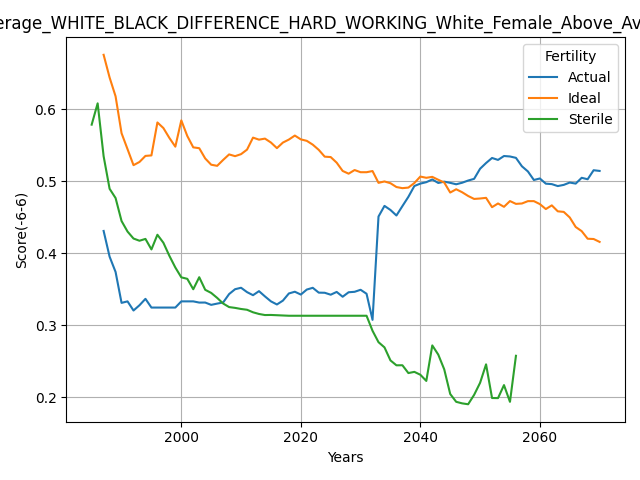 WHITE_BLACK_DIFFERENCE_HARD_WORKING_White_Female_Above_
Fertility
Actual
Ideal
Sterile
0.6
0.5
0.4
0.3
0.2
Score(-6-6)
2000
2020
2040
2060
Years